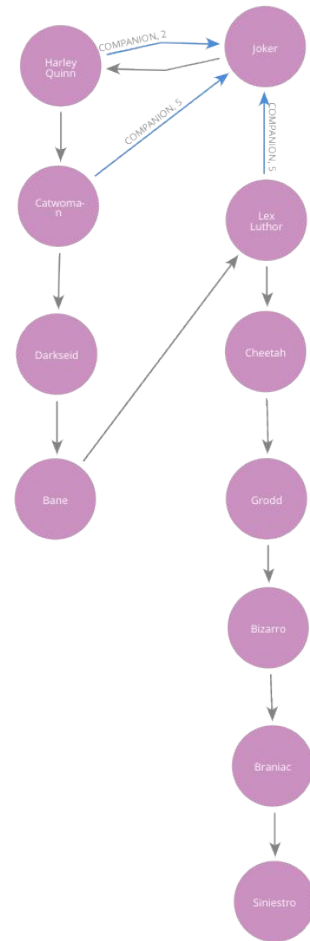 COMPANION, 2
Joker
Harley
Quinn
COMPANION, 5
COMPANION, 5
Catwoma-
n
Lex
Luthor
Darkseid
Cheetah
Bane
Grodd
Bizarro
Braniac
Siniestro